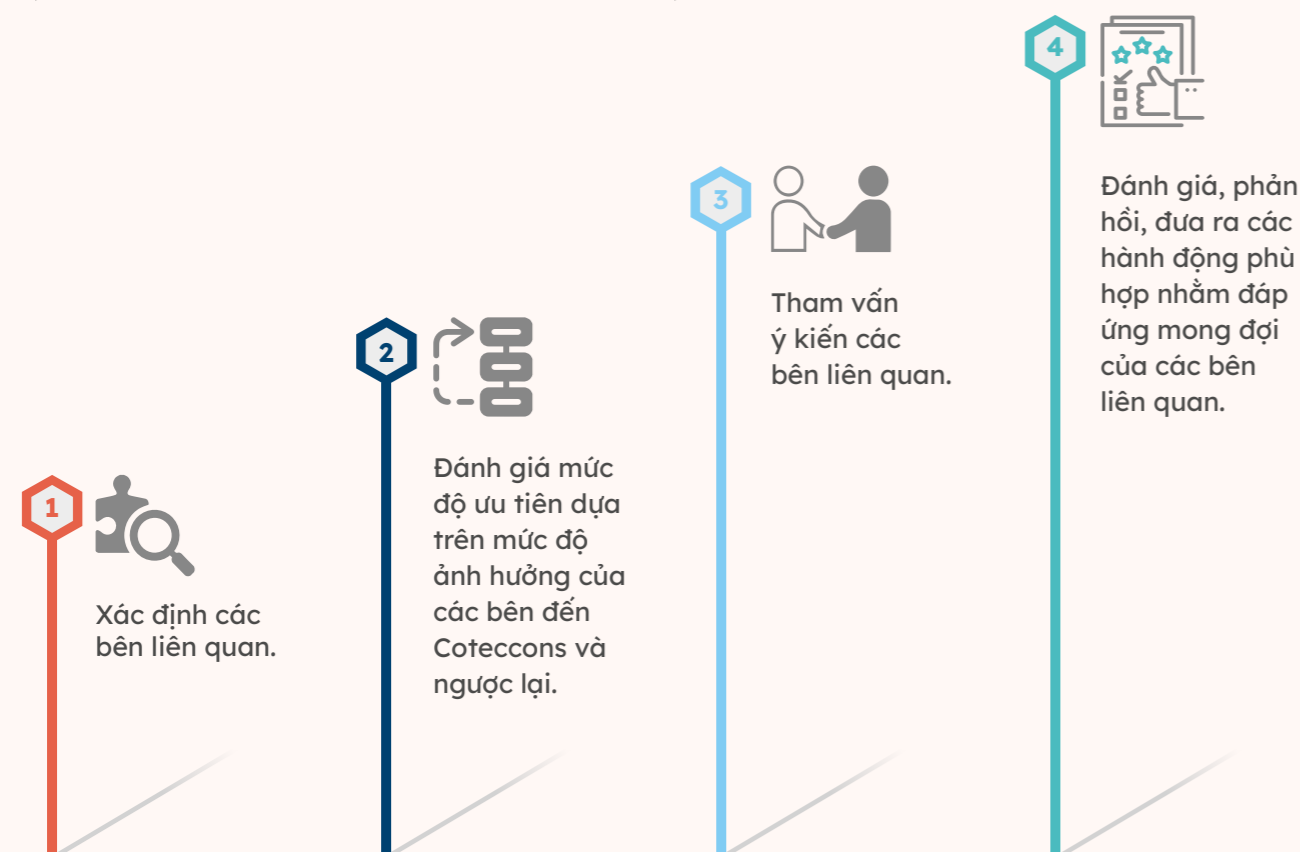 1
Xác định các
bên liên quan.
2
Đánh giá mức
độ ưu tiên dựa
trên mức độ
ảnh hưởng của
các bên đến
Coteccons và
ngược lại.
3
Tham vấn
ý kiến các
bên liên quan.
4
Đánh giá, phản
hồi, đưa ra các
hành động phù
hợp nhằm đáp
ứng mong đợi
của các bên
liên quan.